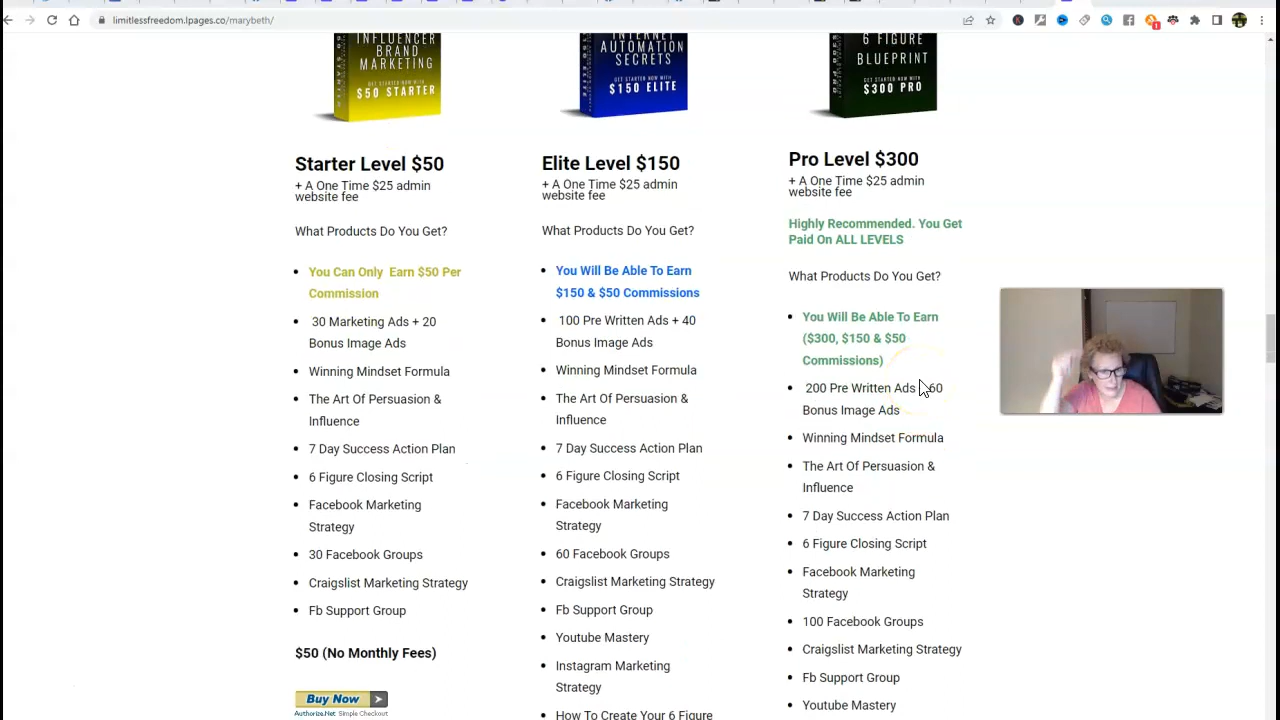 limitlessfreedom.lpages.co/marybeth/
INFLUENCER
BRAND
MARKETING
GET STARTED NOW WITH
$50 STARTER
INTERNET
AUTOMATION
SECRETS
GET STARTED NOW WITH
$150 ELITE
6 FIGURE
BLUEPRINT
GET STARTED NOW WITH
$300 PRO
Starter Level $50
+ A One Time $25 admin
website fee
What Products Do You Get?
You Can Only Earn $50 Per
Commission
30 Marketing Ads + 20
Bonus Image Ads
Winning Mindset Formula
The Art Of Persuasion &
Influence
7 Day Success Action Plan
6 Figure Closing Script
Facebook Marketing
Strategy
30 Facebook Groups
Craigslist Marketing Strategy
Fb Support Group
$50 (No Monthly Fees)
Buy Now
Authorize.Net Simple Checkout
Elite Level $150
+ A One Time $25 admin
website fee
What Products Do You Get?
You Will Be Able To Earn
$150 & $50 Commissions
100 Pre Written Ads + 40
Bonus Image Ads
Winning Mindset Formula
The Art Of Persuasion &
Influence
7 Day Success Action Plan
6 Figure Closing Script
Facebook Marketing
Strategy
60 Facebook Groups
Craigslist Marketing Strategy
Fb Support Group
Youtube Mastery
Instagram Marketing
Strategy
How To Create Your 6 Figure
Pro Level $300
+ A One Time $25 admin
website fee
Highly Recommended. You Get
Paid On ALL LEVELS
What Products Do You Get?
You Will Be Able To Earn
($300, $150 & $50
Commissions)
200 Pre Written Ads 60
Bonus Image Ads
Winning Mindset Formula
The Art Of Persuasion &
Influence
7 Day Success Action Plan
6 Figure Closing Script
Facebook Marketing
Strategy
100 Facebook Groups
Craigslist Marketing Strategy
Fb Support Group
Youtube Mastery